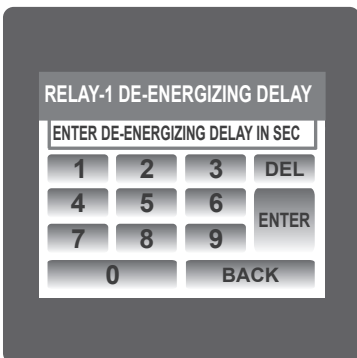 RELAY-1 DE-ENERGIZING DELAY
ENTER DE-ENERGIZING DELAY IN SEC
1 2 3 DEL
4 5 6 ENTER
7 8 9
0 BACK